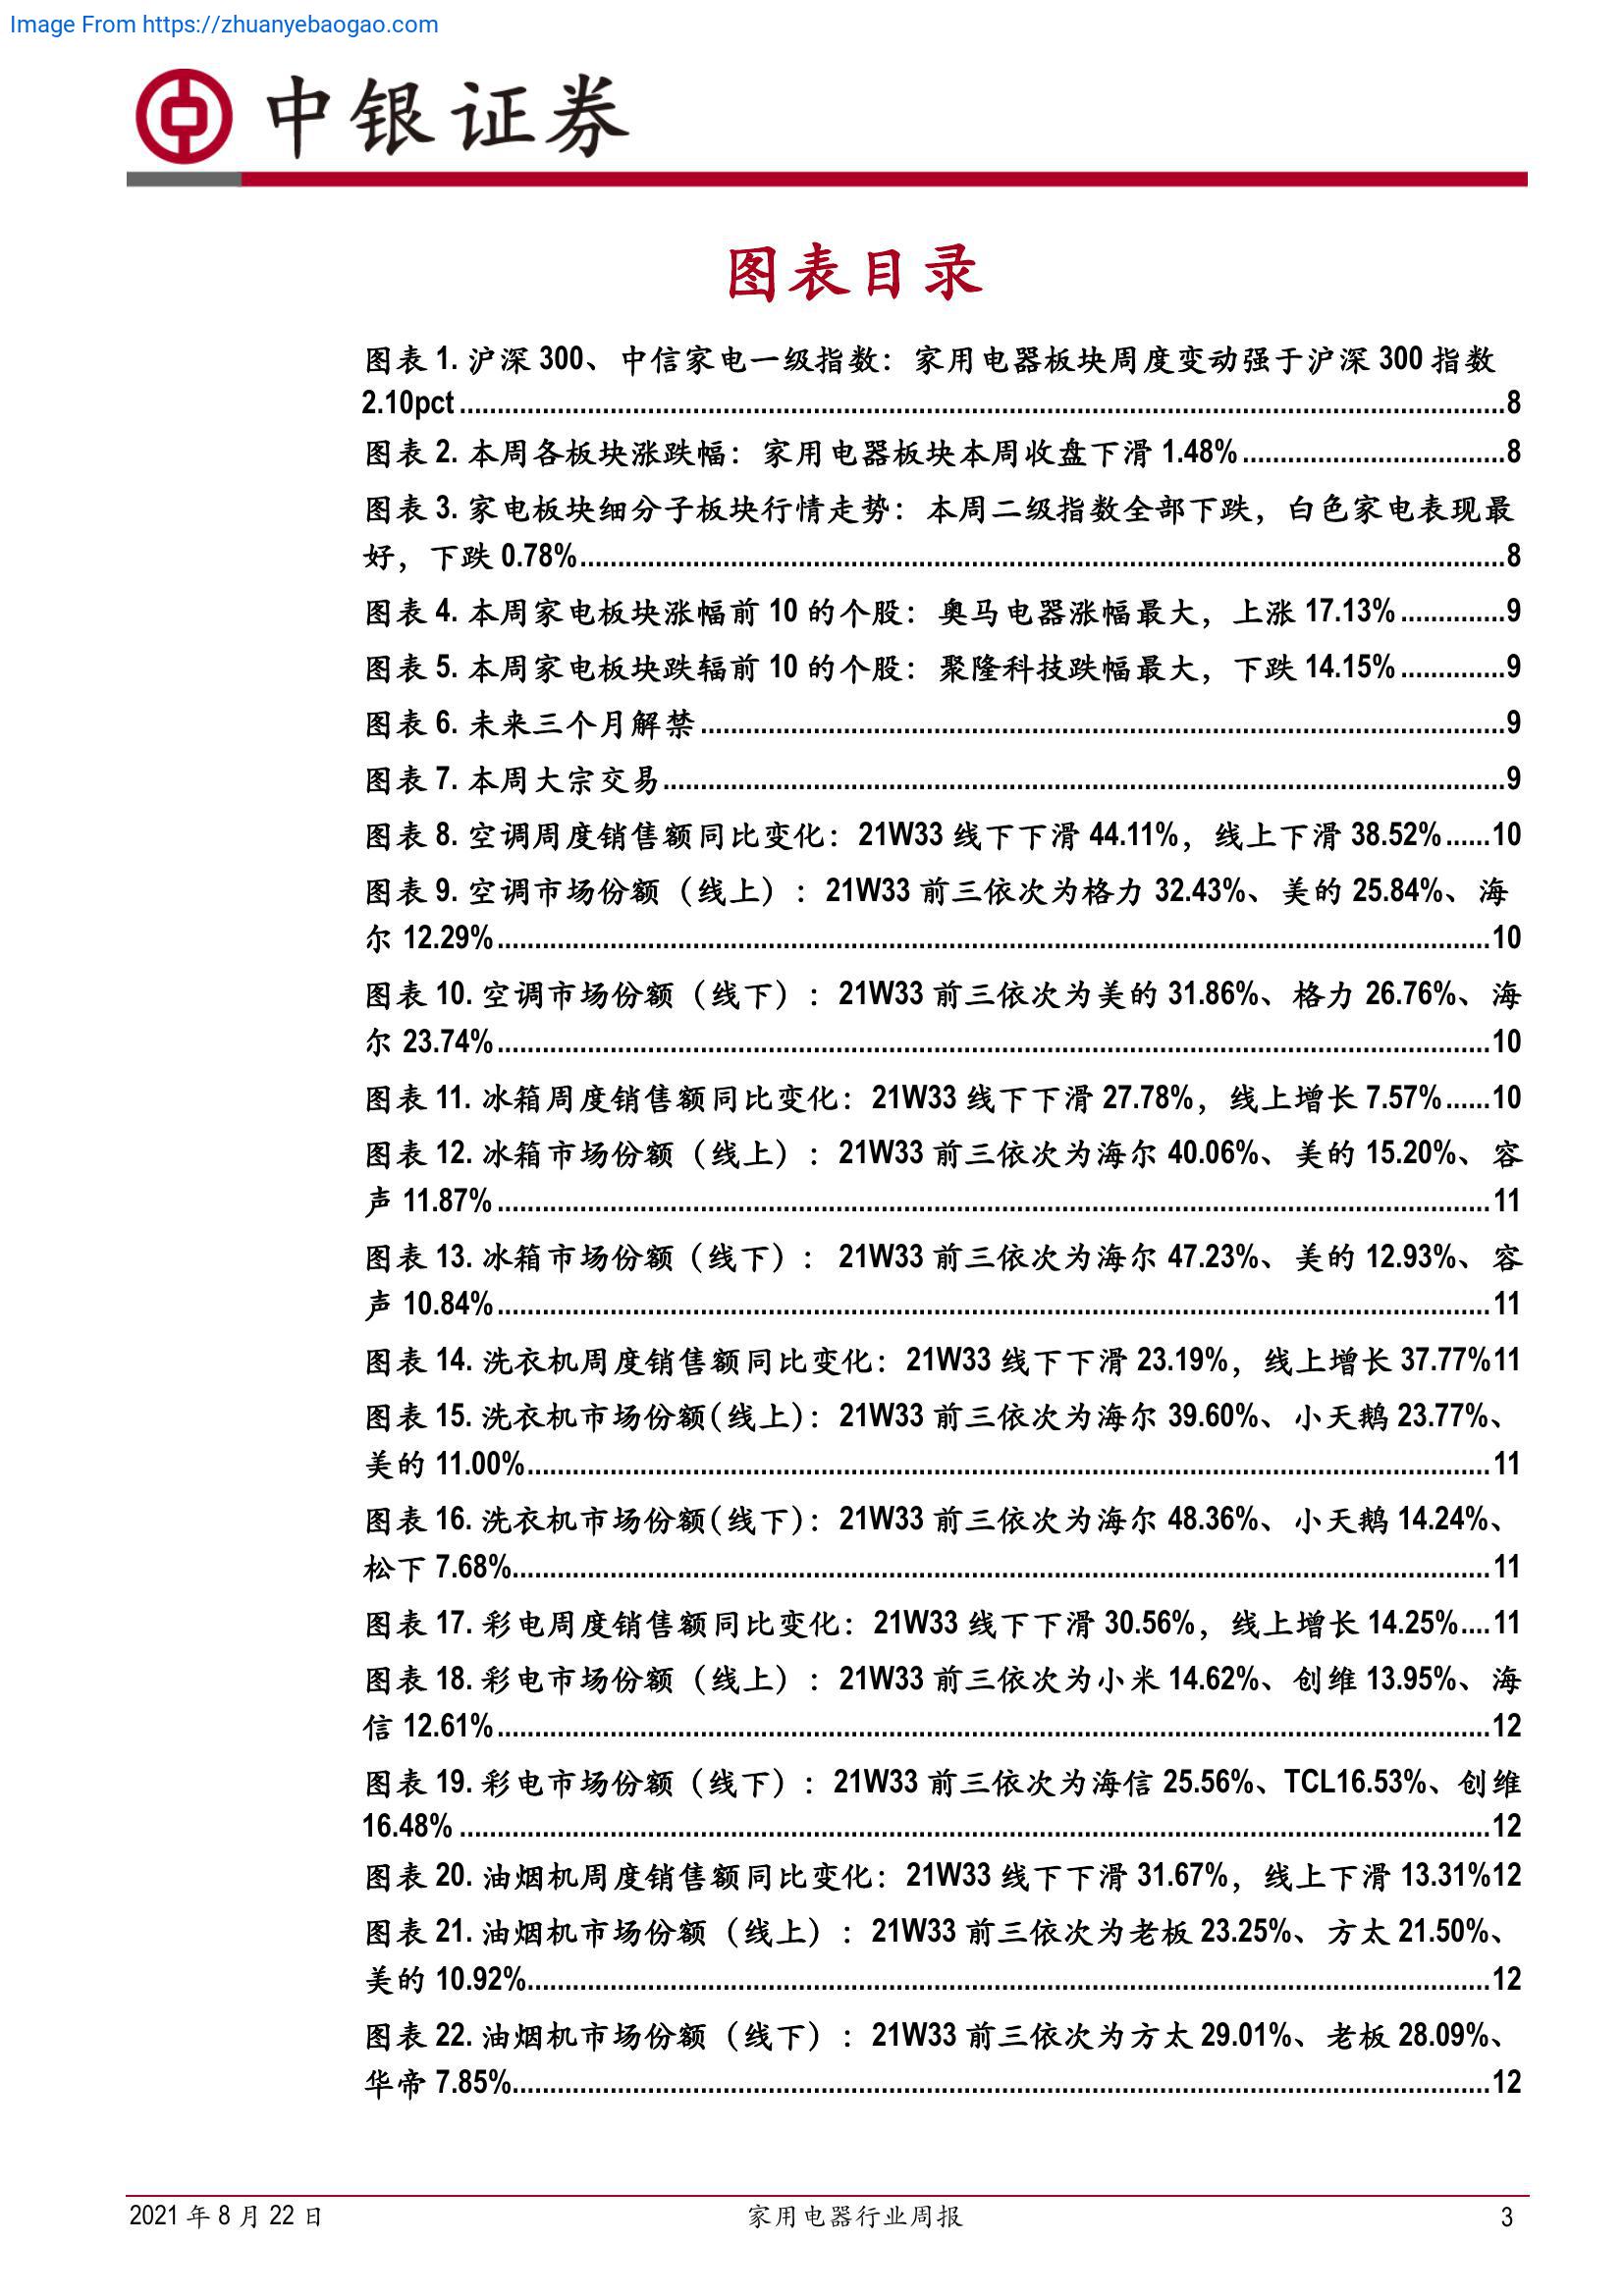 Image From https://zhuanyebaogao.com
中银证券
图表目录
图表 1. 沪深 300、中信家电一级指数：家用电器板块周度变动强于沪深 300 指数
2.10pct ........ 8
图表 2. 本周各板块涨跌幅：家用电器板块本周收盘下滑 1.48% ........ 8
图表 3. 家电板块细分子板块行情走势：本周二级指数全部下跌，白色家电表现最
好，下跌 0.78% ........ 8
图表 4. 本周家电板块涨幅前 10 的个股：奥马电器涨幅最大，上涨 17.13% ........ 9
图表 5. 本周家电板块跌辐前 10 的个股：聚隆科技跌幅最大，下跌 14.15% ........ 9
图表 6. 未来三个月解禁 ........ 9
图表 7. 本周大宗交易 ........ 9
图表 8. 空调周度销售额同比变化：21W33 线下下滑 44.11%，线上下滑 38.52% ...... 10
图表 9. 空调市场份额（线上）：21W33 前三依次为格力 32.43%、美的 25.84%、海
尔 12.29% ........ 10
图表 10. 空调市场份额（线下）：21W33 前三依次为美的 31.86%、格力 26.76%、海
尔 23.74% ........ 10
图表 11. 冰箱周度销售额同比变化：21W33 线下下滑 27.78%，线上增长 7.57% ...... 10
图表 12. 冰箱市场份额（线上）：21W33 前三依次为海尔 40.06%、美的 15.20%、容
声 11.87% ........ 11
图表 13. 冰箱市场份额（线下）： 21W33 前三依次为海尔 47.23%、美的 12.93%、容
声 10.84% ........ 11
图表 14. 洗衣机周度销售额同比变化：21W33 线下下滑 23.19%，线上增长 37.77%11
图表 15. 洗衣机市场份额(线上)：21W33 前三依次为海尔 39.60%、小天鹅 23.77%、
美的 11.00% ........ 11
图表 16. 洗衣机市场份额(线下)：21W33 前三依次为海尔 48.36%、小天鹅 14.24%、
松下 7.68% ........ 11
图表 17. 彩电周度销售额同比变化：21W33 线下下滑 30.56%，线上增长 14.25% .... 11
图表 18. 彩电市场份额（线上）：21W33 前三依次为小米 14.62%、创维 13.95%、海
信 12.61% ........ 12
图表 19. 彩电市场份额（线下）：21W33 前三依次为海信 25.56%、TCL16.53%、创维
16.48% ........ 12
图表 20. 油烟机周度销售额同比变化：21W33 线下下滑 31.67%，线上下滑 13.31%12
图表 21. 油烟机市场份额（线上）：21W33 前三依次为老板 23.25%、方太 21.50%、
美的 10.92% ........ 12
图表 22. 油烟机市场份额（线下）：21W33 前三依次为方太 29.01%、老板 28.09%、
华帝 7.85% ........ 12
2021 年 8 月 22 日 家用电器行业周报 3